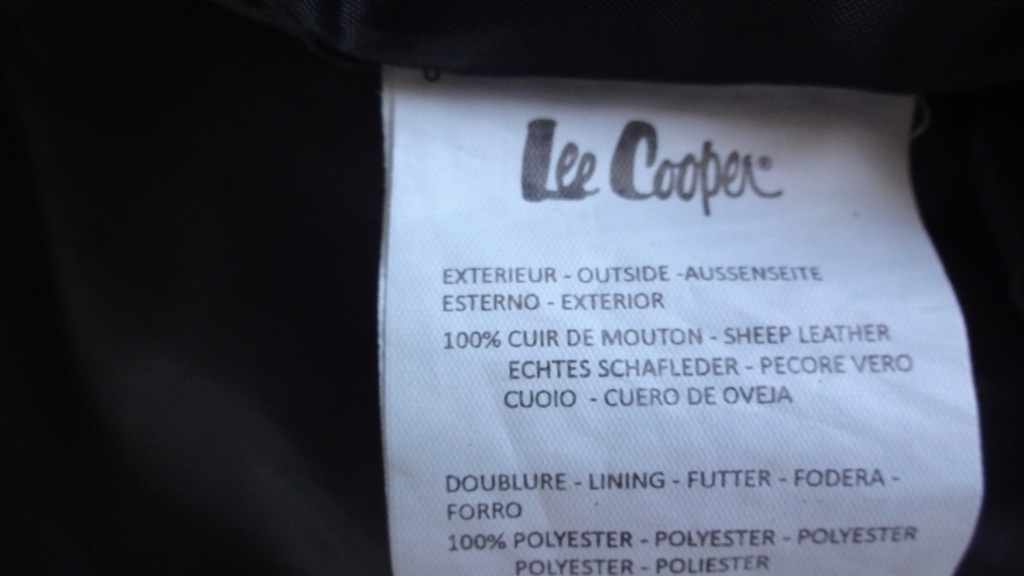 Lee Cooper®
EXTERIEUR - OUTSIDE -AUSSENSEITE
ESTERNO - EXTERIOR
100% CUIR DE MOUTON - SHEEP LEATHER
ECHTES SCHAFLEDER - PECORE VERO
CUOIO - CUERO DE OVEJA
DOUBLURE - LINING - FUTTER - FODERA -
FORRO
100% POLYESTER - POLYESTER - POLYESTER
POLYESTER - POLIESTER